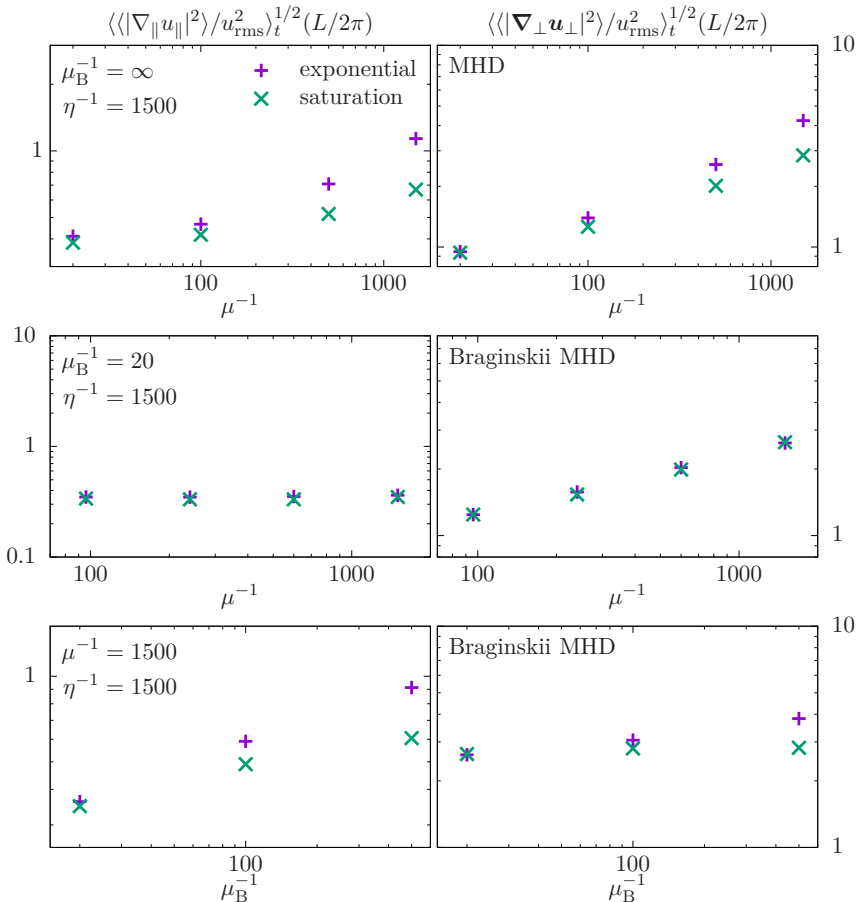 ⟨⟨|∇∥u∥|²⟩/u²rms⟩t^{1/2}(L/2π)
⟨⟨|∇⊥u⊥|²⟩/u²rms⟩t^{1/2}(L/2π)
μB⁻¹ = ∞
η⁻¹ = 1500
exponential
saturation
1
100
1000
μ⁻¹
MHD
10
1
100
1000
μ⁻¹
μB⁻¹ = 20
η⁻¹ = 1500
10
1
0.1
100
1000
μ⁻¹
Braginskii MHD
1
100
1000
μ⁻¹
μ⁻¹ = 1500
η⁻¹ = 1500
1
100
μB⁻¹
Braginskii MHD
10
1
100
μB⁻¹